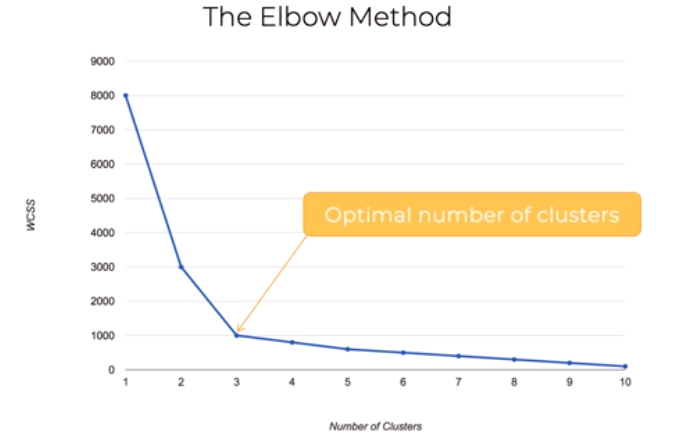 The Elbow Method
9000
8000
7000
6000
5000
4000
3000
2000
1000
0
WCSS
Optimal number of clusters
1 2 3 4 5 6 7 8 9 10
Number of Clusters